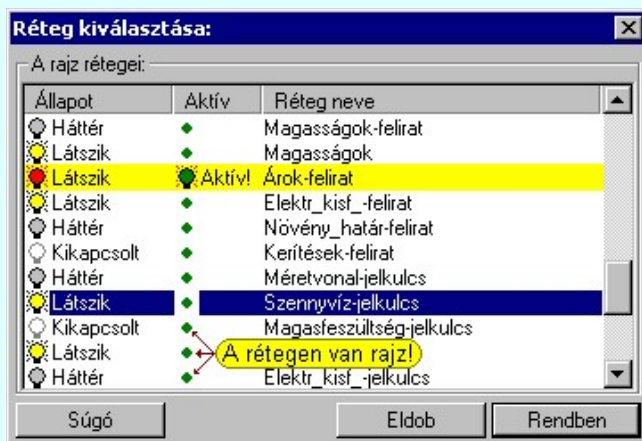 Réteg kiválasztása:
A rajz rétegei:
Állapot Aktív Réteg neve
Háttér Magasságok-felirat
Látszik Magasságok
Látszik Aktív! Árok-felirat
Látszik Elektr_kisf_-felirat
Háttér Növény_határ-felirat
Kikapcsolt Kerítések-felirat
Háttér Méretvonal-jelkulcs
Látszik Szennyvíz-jelkulcs
Kikapcsolt Magasfeszültség-jelkulcs
Látszik A rétegen van rajz!
Háttér Elektr_kisf_-jelkulcs
Súgó Eldob Rendben